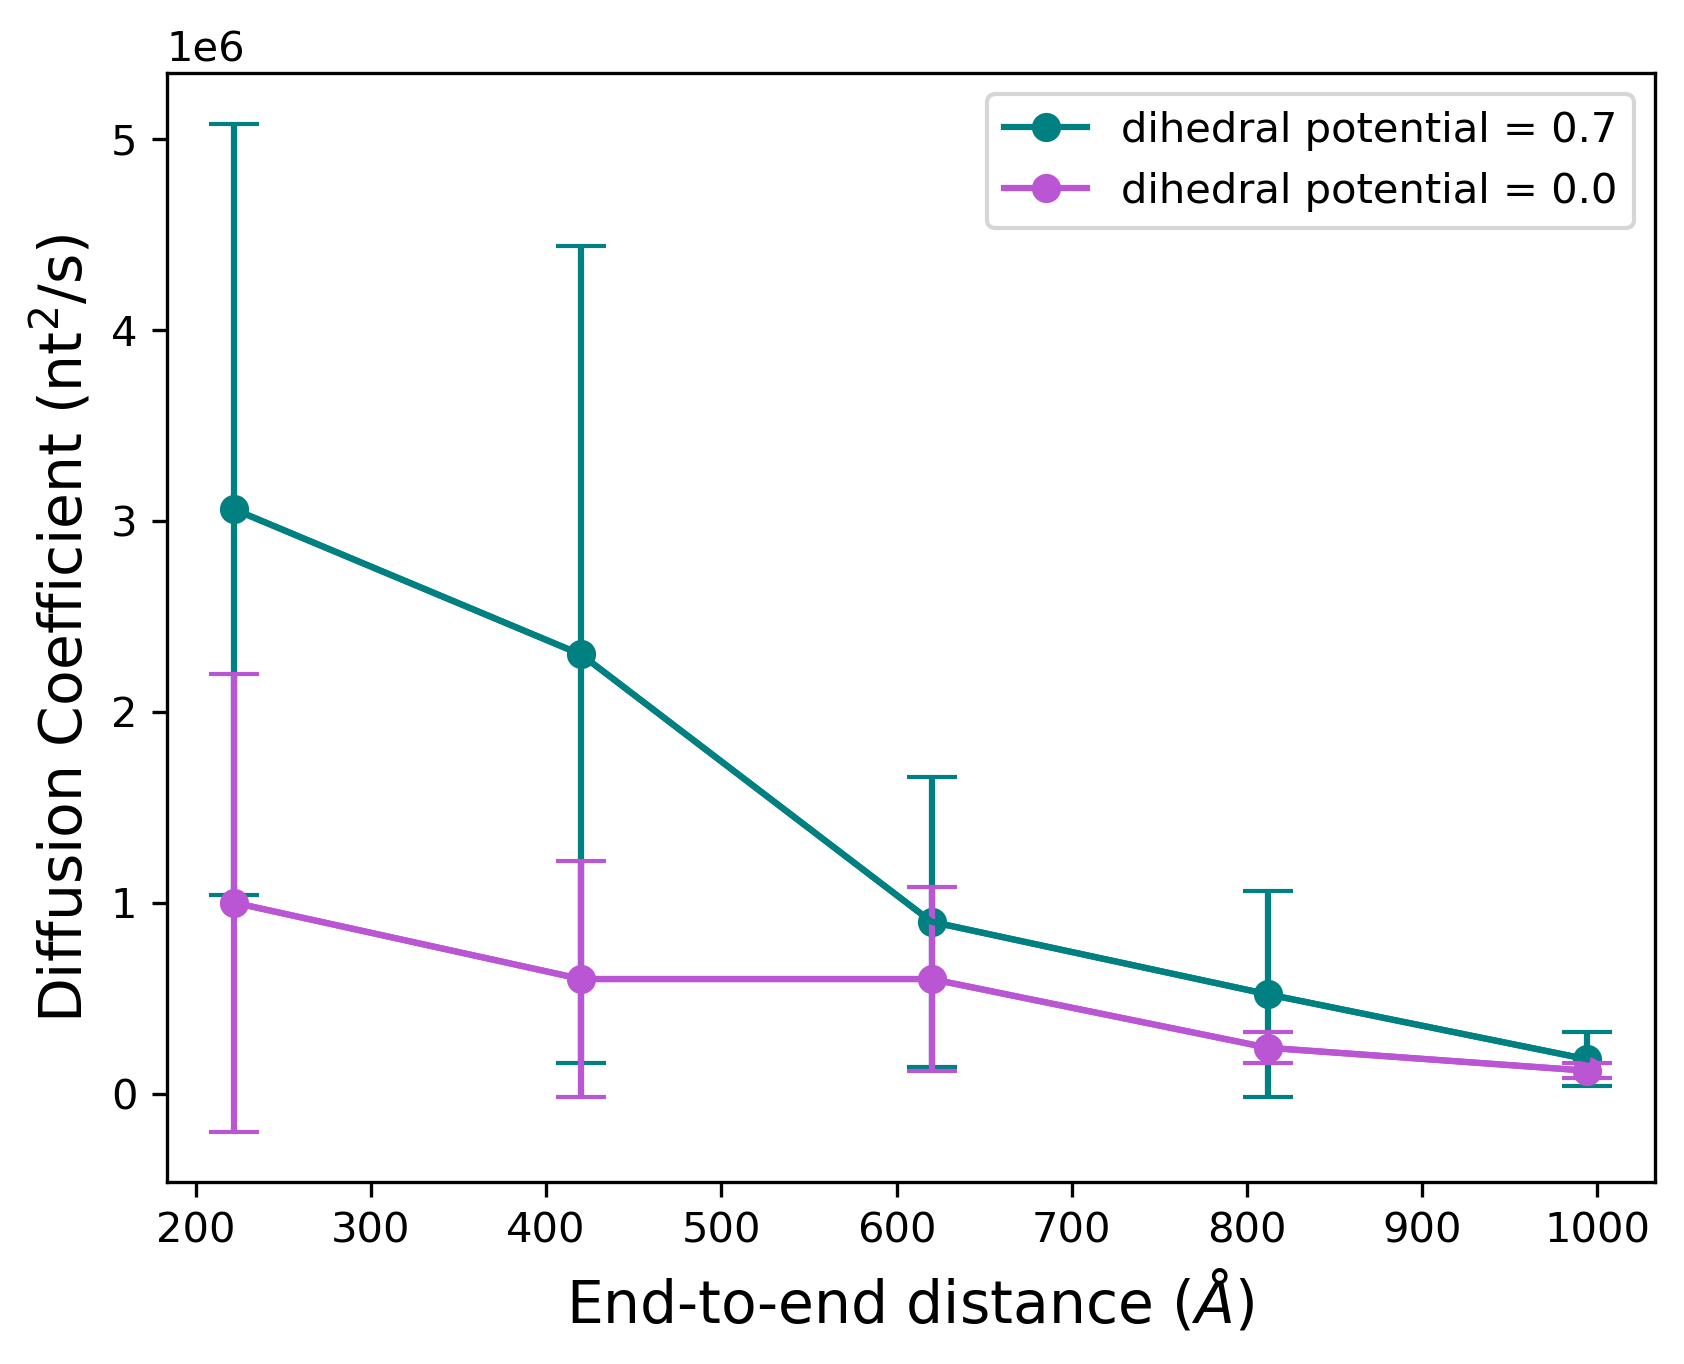 1e6
dihedral potential = 0.7
dihedral potential = 0.0
Diffusion Coefficient (nt²/s)
5
4
3
2
1
0
200 300 400 500 600 700 800 900 1000
End-to-end distance (Å)